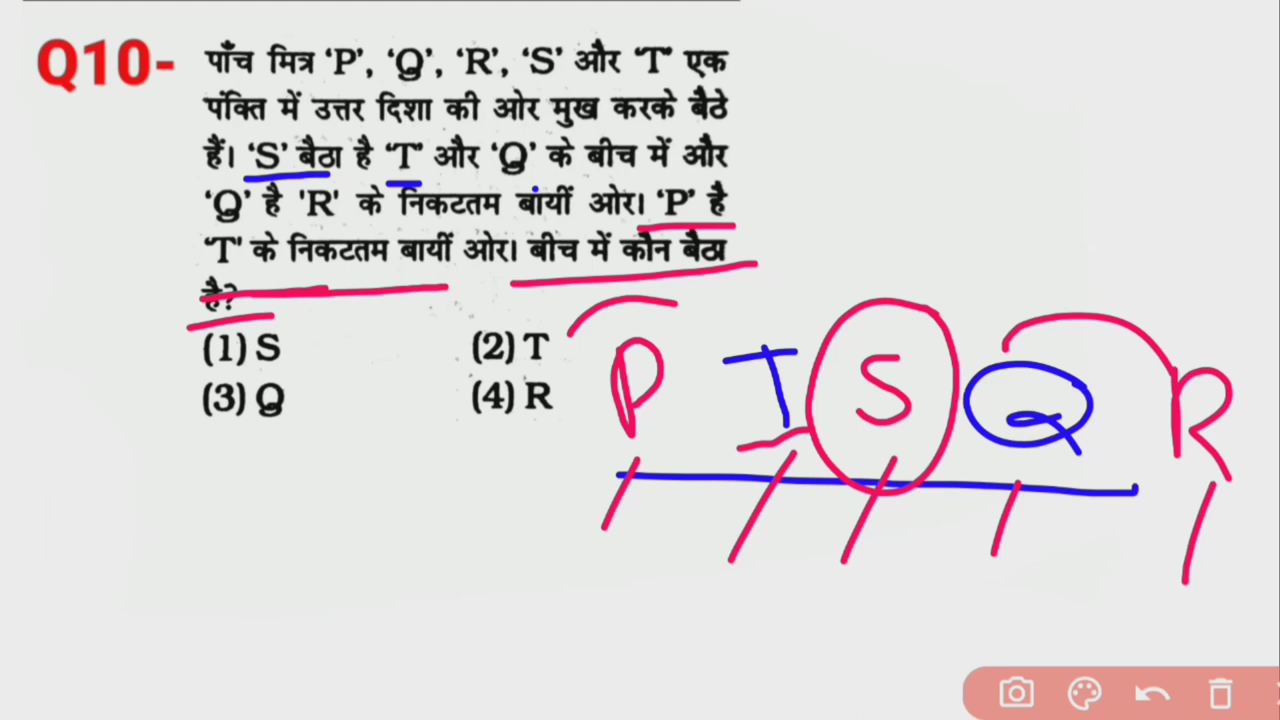 Q10-
पाँच मित्र ‘P’, ‘Q’, ‘R’, ‘S’ और ‘T’ एक
पंक्ति में उत्तर दिशा की ओर मुख करके बैठे
हैं। ‘S’ बैठा है ‘T’ और ‘Q’ के बीच में और
‘Q’ है 'R' के निकटतम बांयीं ओर। ‘P’ है
‘T’ के निकटतम बायीं ओर। बीच में कौन बैठा
है?
(1) S (2) T
(3) Q (4) R
P T S Q R